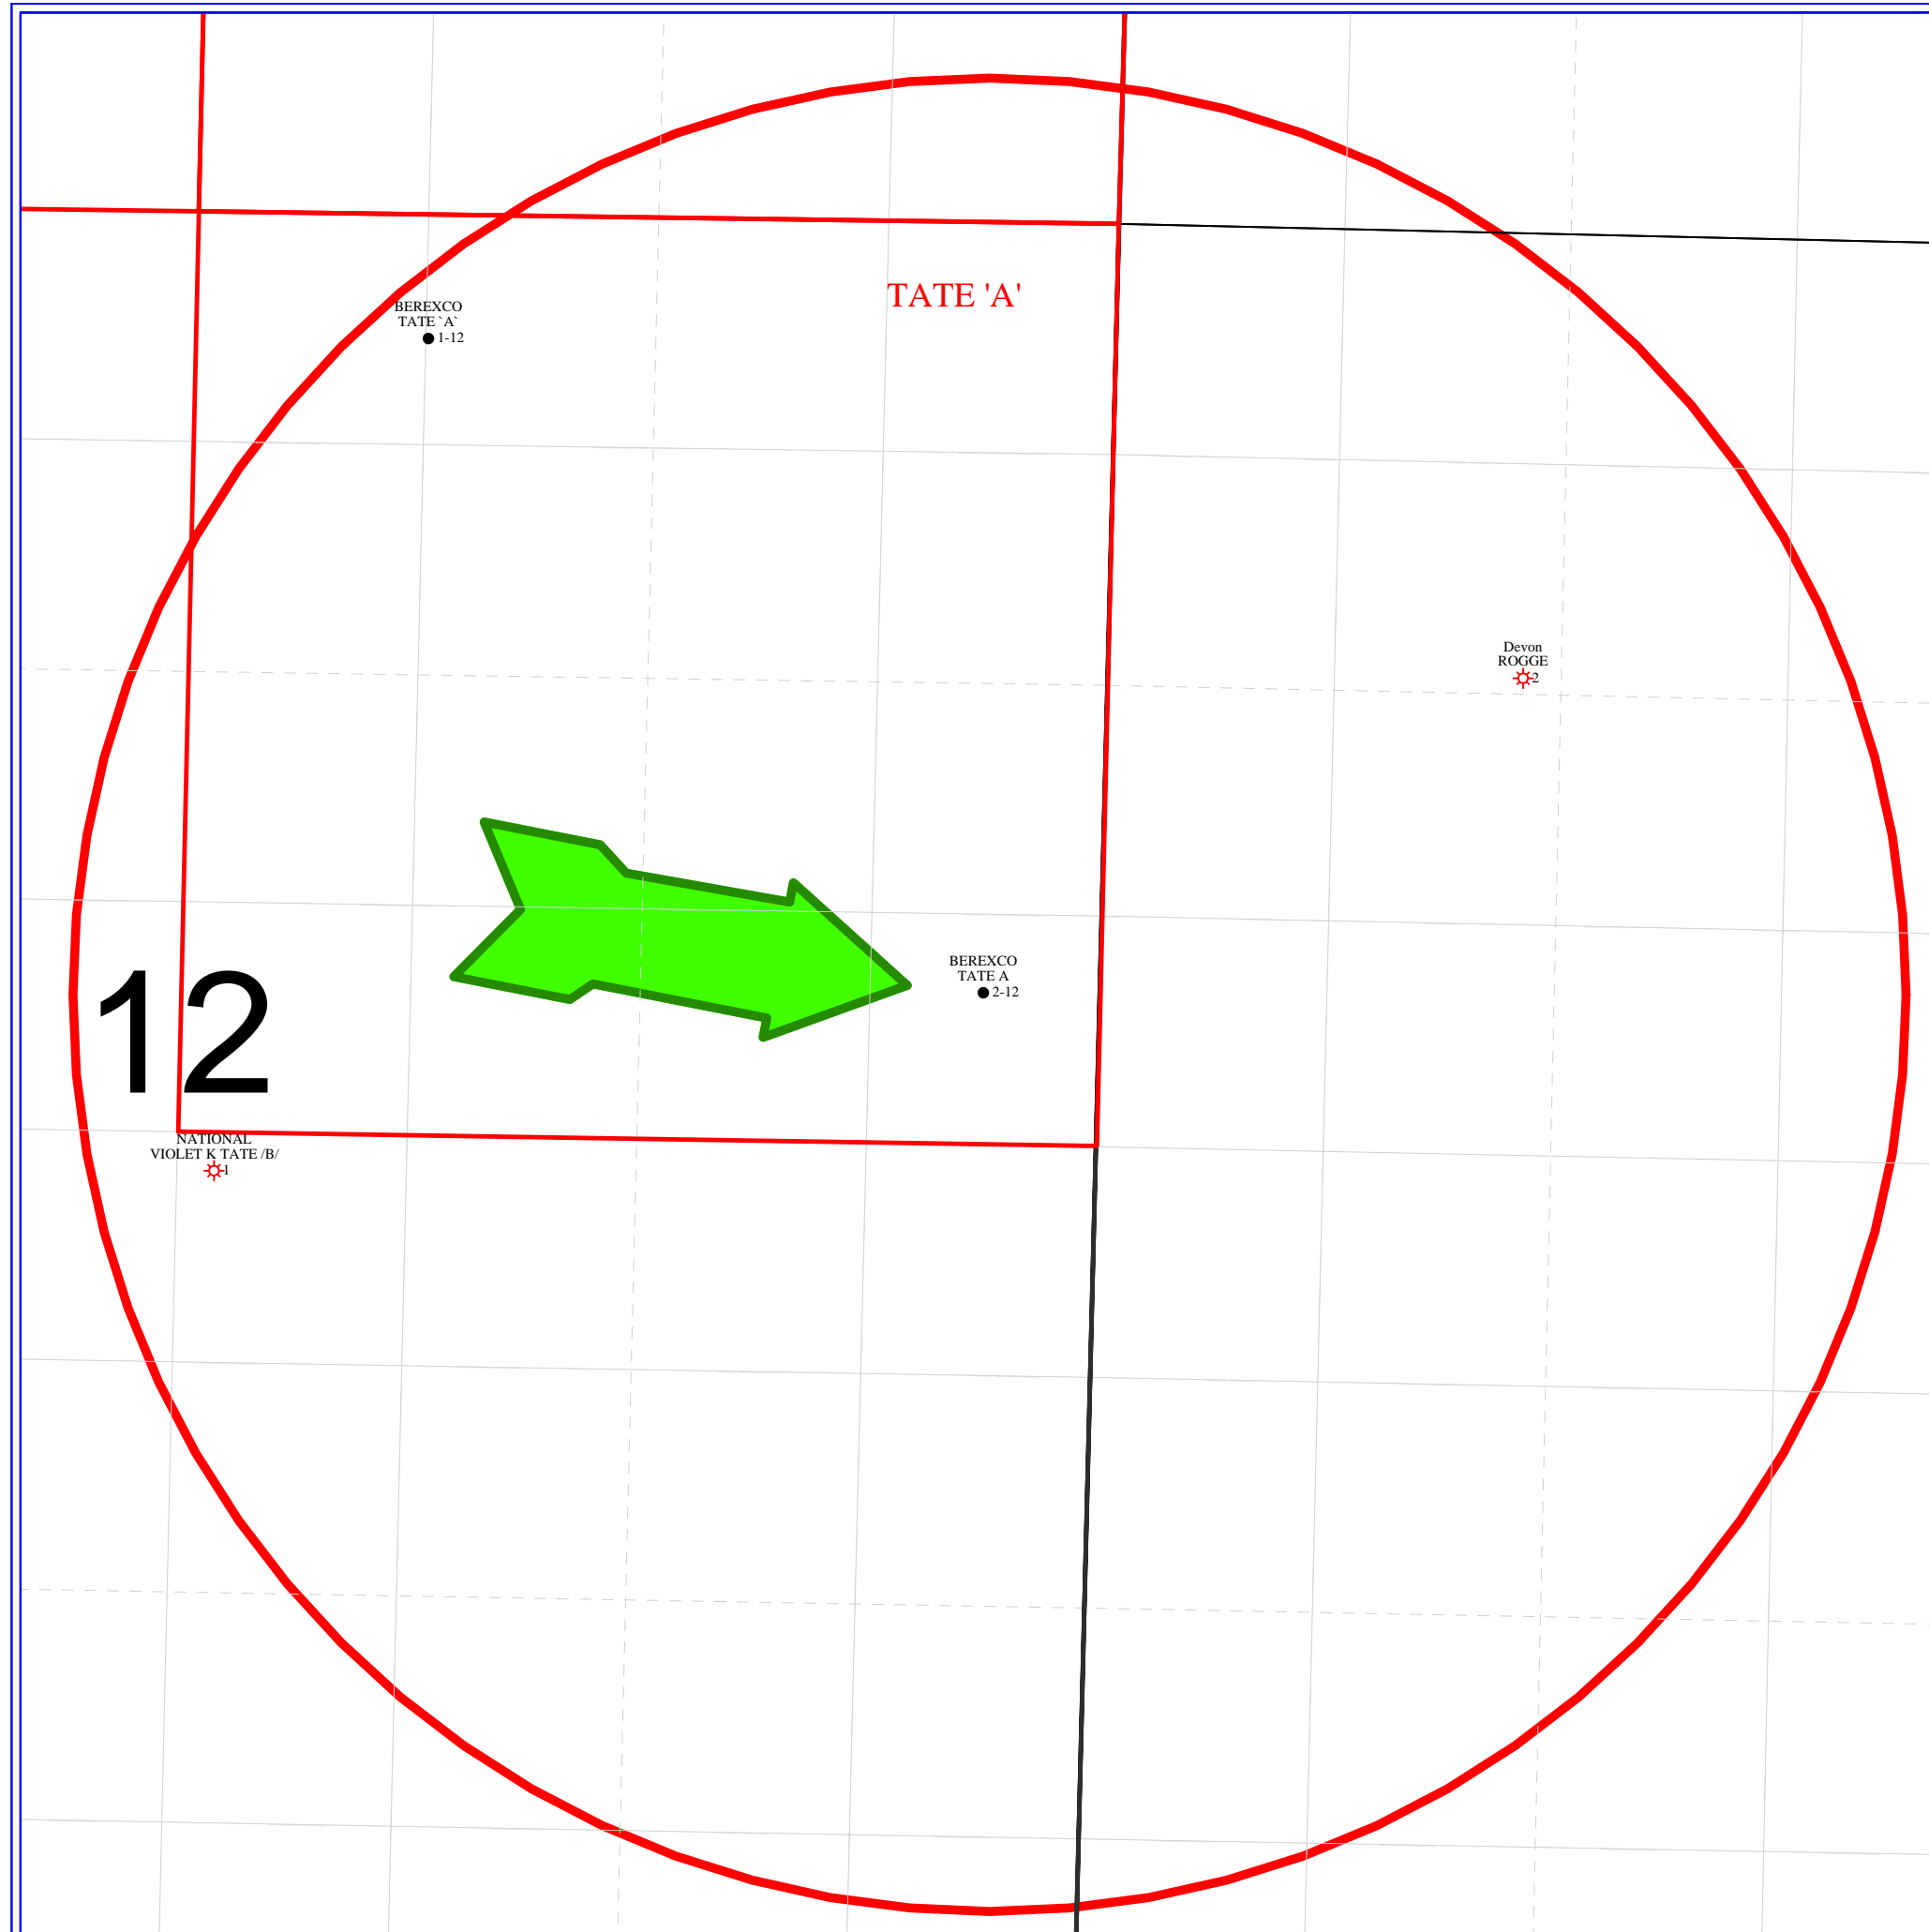 TATE 'A'
BEREXCO
TATE `A`
1-12
Devon
ROGGE
2
BEREXCO
TATE A
2-12
12
NATIONAL
VIOLET K TATE /B/
1